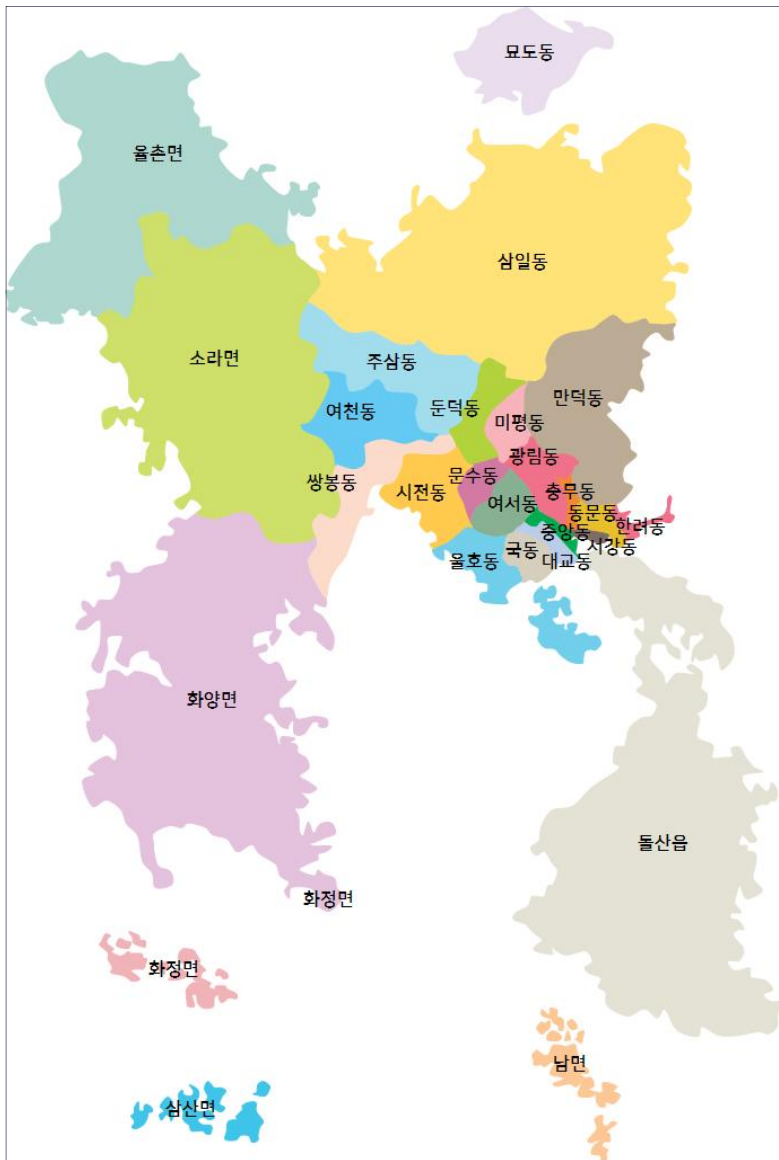 묘도동
율촌면
삼일동
소라면
주삼동
여천동
둔덕동
만덕동
미평동
광림동
쌍봉동
시전동
문수동
여서동
충무동
동문동
한려동
중앙동
서강동
울호동
국동
대교동
화양면
돌산읍
화정면
화정면
남면
삼산면